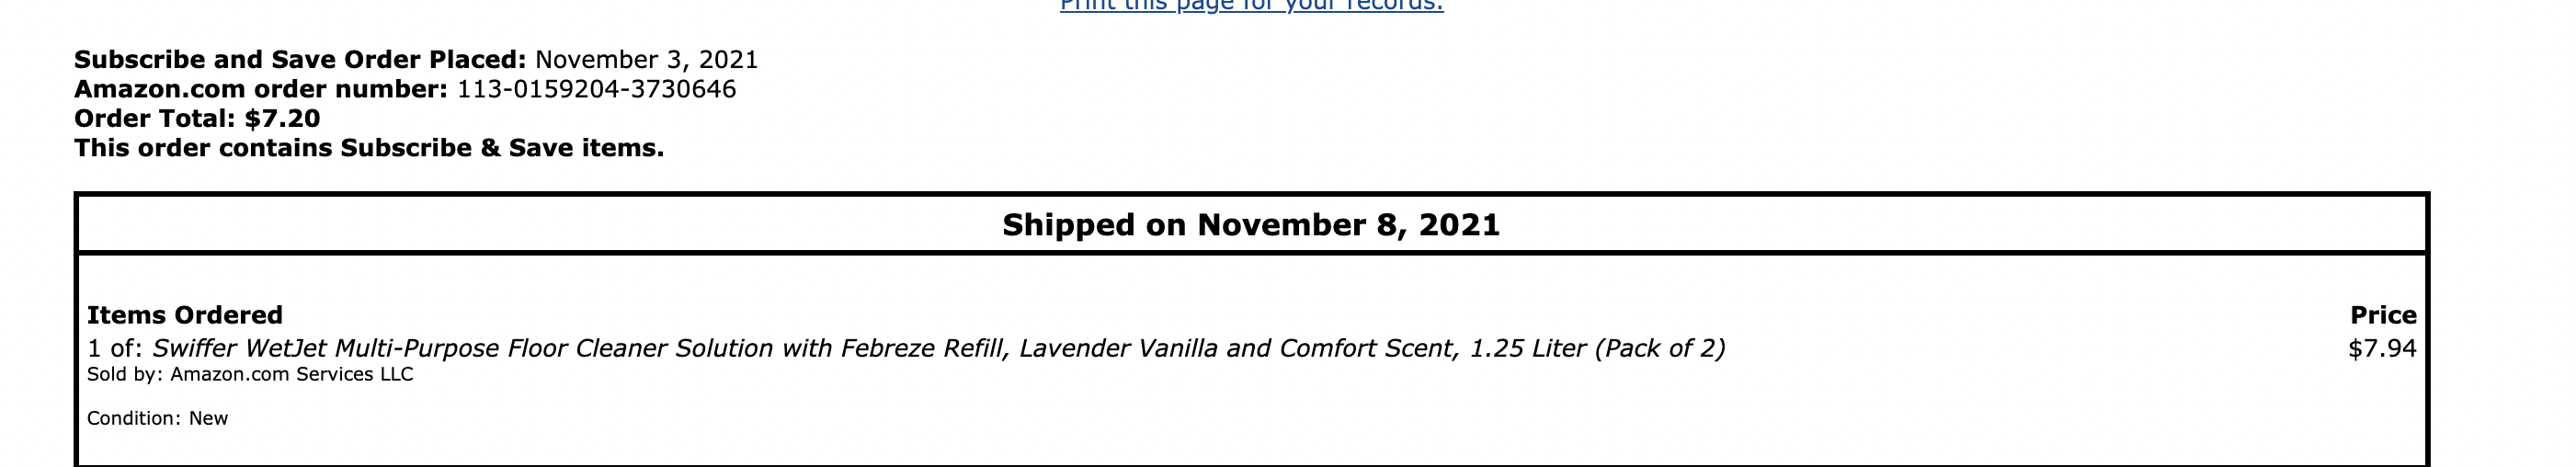 Print this page for your records.
Subscribe and Save Order Placed: November 3, 2021
Amazon.com order number: 113-0159204-3730646
Order Total: $7.20
This order contains Subscribe & Save items.
Shipped on November 8, 2021
Items Ordered Price
1 of: Swiffer WetJet Multi-Purpose Floor Cleaner Solution with Febreze Refill, Lavender Vanilla and Comfort Scent, 1.25 Liter (Pack of 2) $7.94
Sold by: Amazon.com Services LLC
Condition: New